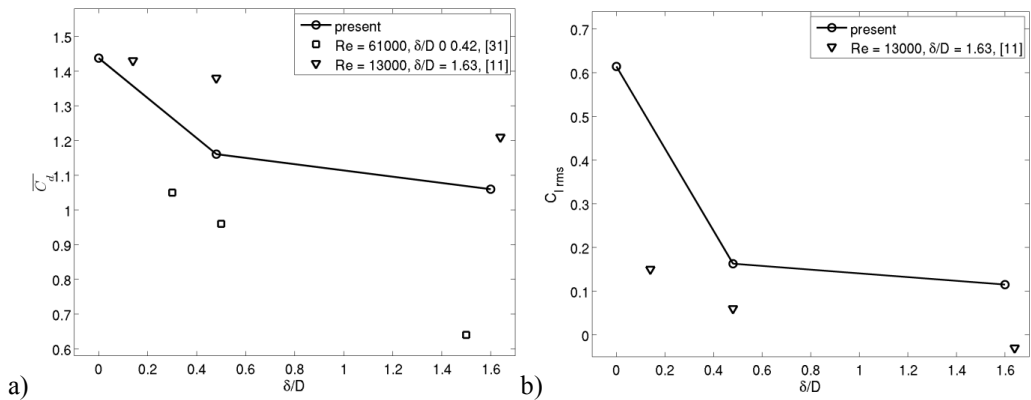 present
Re = 61000, δ/D 0 0.42, [31]
Re = 13000, δ/D = 1.63, [11]
1.5
1.4
1.3
1.2
1.1
1
0.9
0.8
0.7
0.6
C̅d
0 0.2 0.4 0.6 0.8 1 1.2 1.4 1.6
δ/D
a)
present
Re = 13000, δ/D = 1.63, [11]
0.7
0.6
0.5
0.4
0.3
0.2
0.1
0
Cl rms
0 0.2 0.4 0.6 0.8 1 1.2 1.4 1.6
δ/D
b)